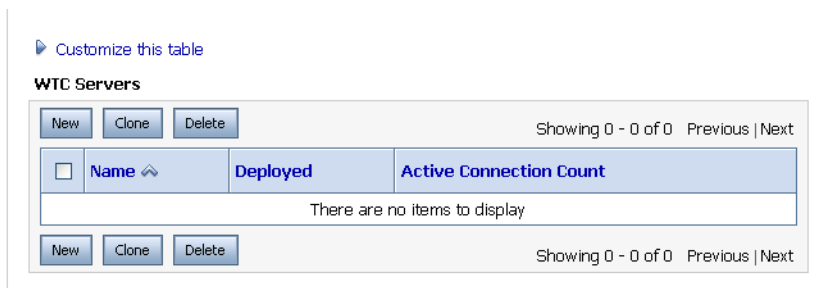 Customize this table
WTC Servers
New Clone Delete Showing 0 - 0 of 0 Previous | Next
Name Deployed Active Connection Count
There are no items to display
New Clone Delete Showing 0 - 0 of 0 Previous | Next